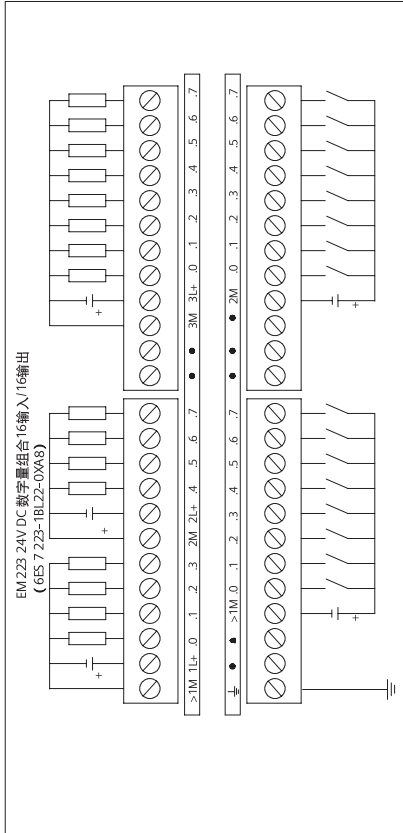 EM 223 24V DC 数字量组合16输入/16输出
(6ES 7 223-1BL22-0XA8)
+ + +
>1M 1L+ .0 .1 .2 .3 2M 2L+ .4 .5 .6 .7 ● ● 3M 3L+ .0 .1 .2 .3 .4 .5 .6 .7
⏚ ● ● >1M .0 .1 .2 .3 .4 .5 .6 .7 ● ● ● 2M .0 .1 .2 .3 .4 .5 .6 .7
+ +